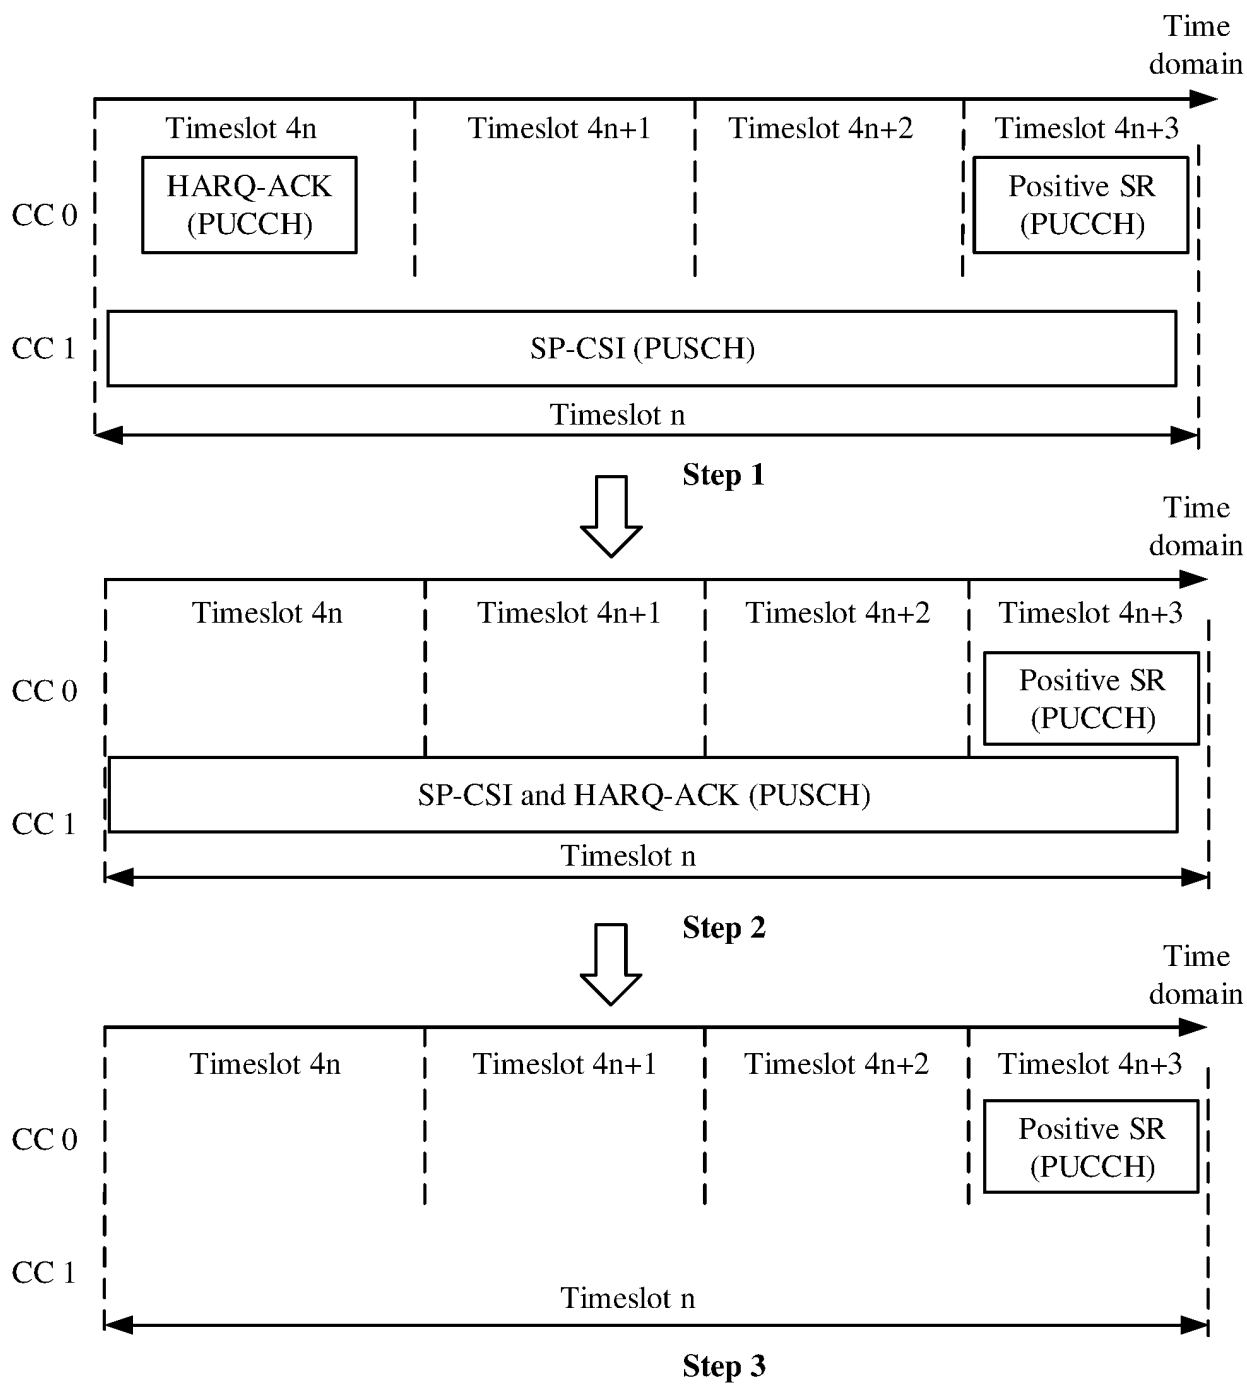 Time
domain
Timeslot 4n
Timeslot 4n+1
Timeslot 4n+2
Timeslot 4n+3
CC 0
HARQ-ACK
(PUCCH)
Positive SR
(PUCCH)
CC 1
SP-CSI (PUSCH)
Timeslot n
Step 1
Time
domain
Timeslot 4n
Timeslot 4n+1
Timeslot 4n+2
Timeslot 4n+3
CC 0
Positive SR
(PUCCH)
CC 1
SP-CSI and HARQ-ACK (PUSCH)
Timeslot n
Step 2
Time
domain
Timeslot 4n
Timeslot 4n+1
Timeslot 4n+2
Timeslot 4n+3
CC 0
Positive SR
(PUCCH)
CC 1
Timeslot n
Step 3